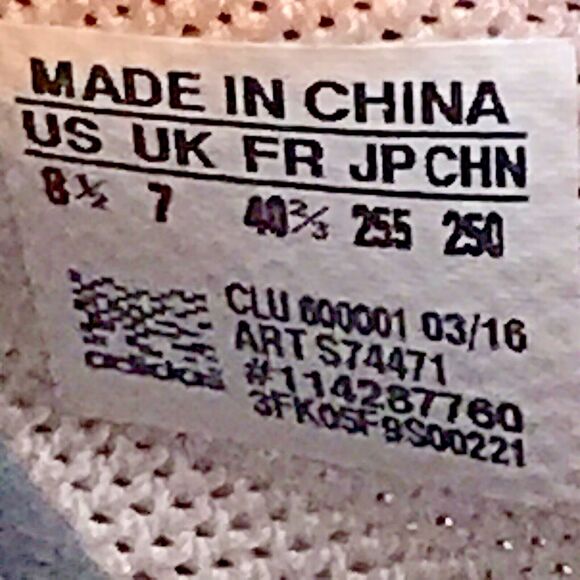 MADE IN CHINA
US UK FR JP CHN
8½ 7 40⅔ 255 250
CLU 600001 03/16
ART S74471
#114287760
3FK05F9S00221
adidas